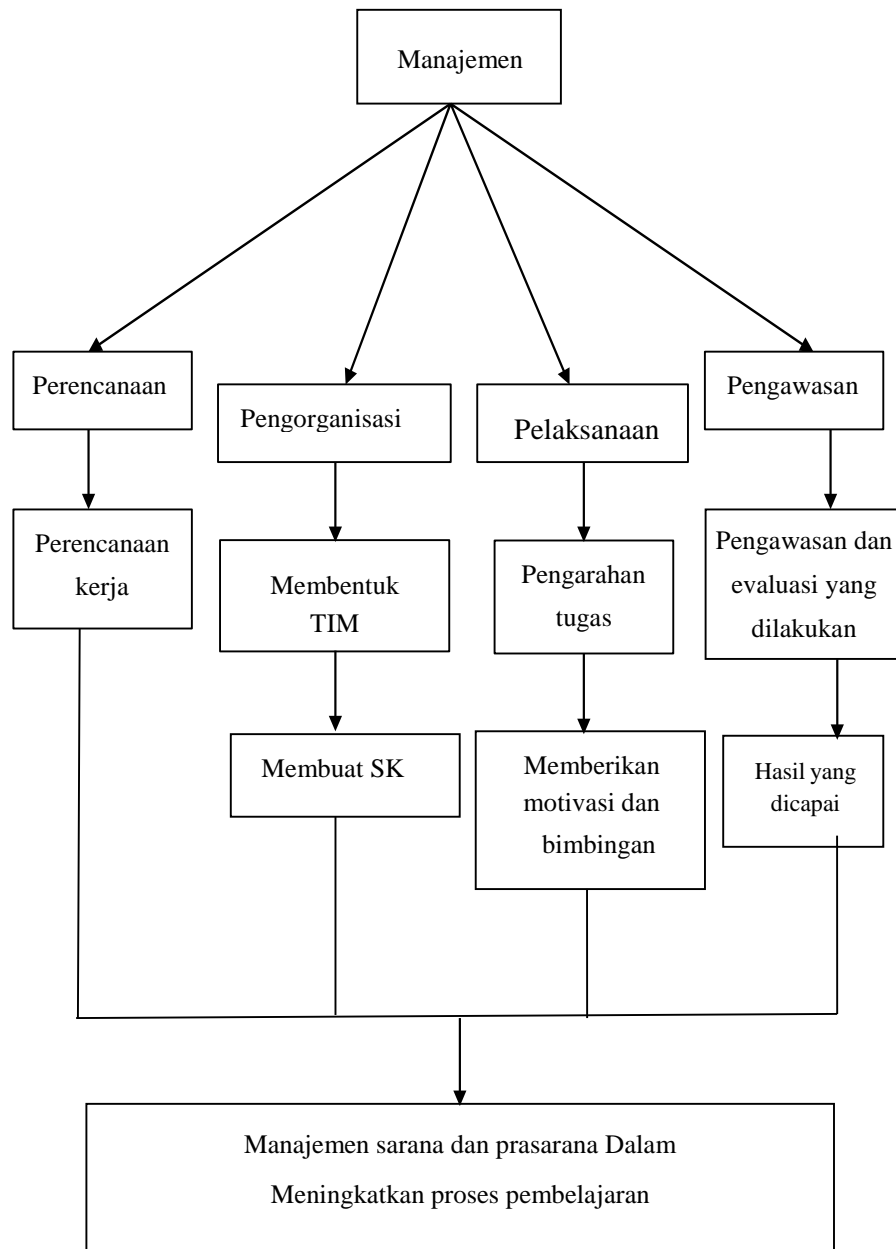 Manajemen
Perencanaan
Pengorganisasi
Pelaksanaan
Pengawasan
Perencanaan
kerja
Membentuk
TIM
Pengarahan
tugas
Pengawasan dan
evaluasi yang
dilakukan
Membuat SK
Memberikan
motivasi dan
bimbingan
Hasil yang
dicapai
Manajemen sarana dan prasarana Dalam
Meningkatkan proses pembelajaran